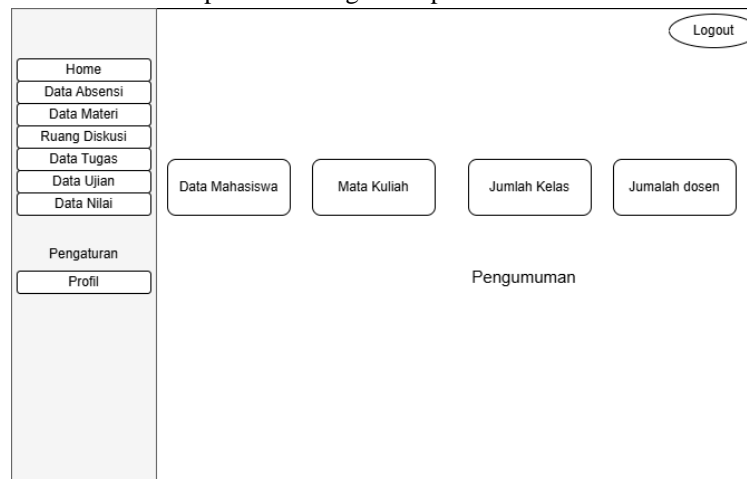 Logout
Home
Data Absensi
Data Materi
Ruang Diskusi
Data Tugas
Data Ujian
Data Nilai
Pengaturan
Profil
Data Mahasiswa
Mata Kuliah
Jumlah Kelas
Jumalah dosen
Pengumuman